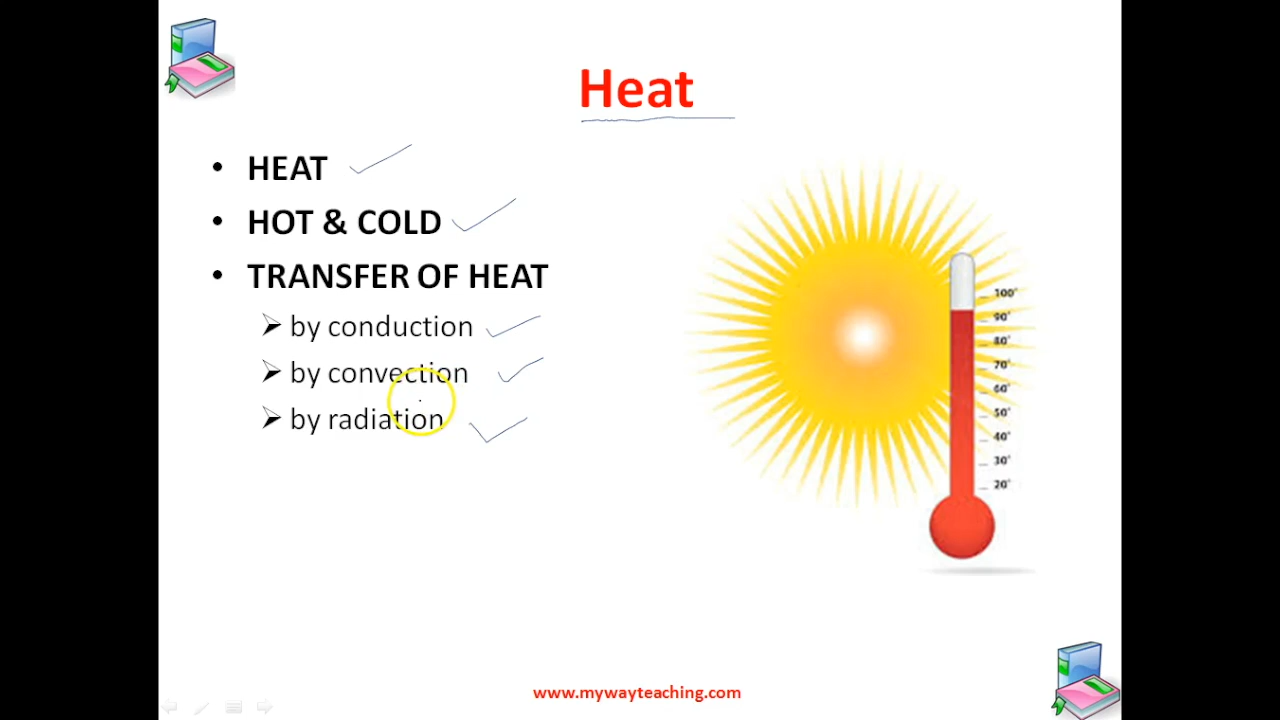 Heat
• HEAT
• HOT & COLD
• TRANSFER OF HEAT
➢ by conduction
➢ by convection
➢ by radiation
100°
90°
80°
70°
60°
50°
40°
30°
20°
www.mywayteaching.com